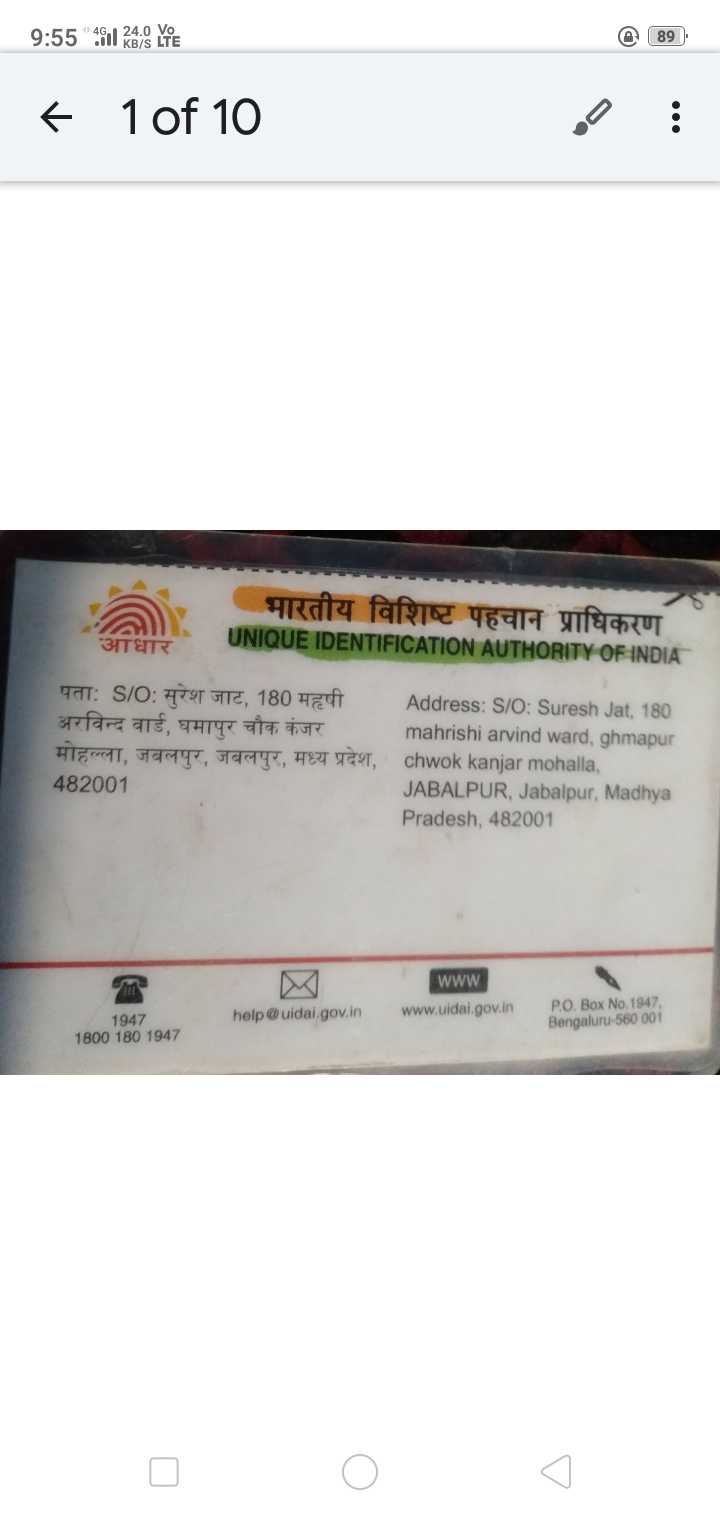 9:55 4G 24.0 KB/S Vo LTE 89
1 of 10
भारतीय विशिष्ट पहचान प्राधिकरण
आधार
UNIQUE IDENTIFICATION AUTHORITY OF INDIA
पता: S/O: सुरेश जाट, 180 महृषी
अरविन्द वार्ड, घमापुर चौक कंजर
मोहल्ला, जबलपुर, जबलपुर, मध्य प्रदेश,
482001
Address: S/O: Suresh Jat, 180
mahrishi arvind ward, ghmapur
chwok kanjar mohalla,
JABALPUR, Jabalpur, Madhya
Pradesh, 482001
1947
1800 180 1947
help@uidai.gov.in
WWW
www.uidai.gov.in
P.O. Box No.1947,
Bengaluru-560 001